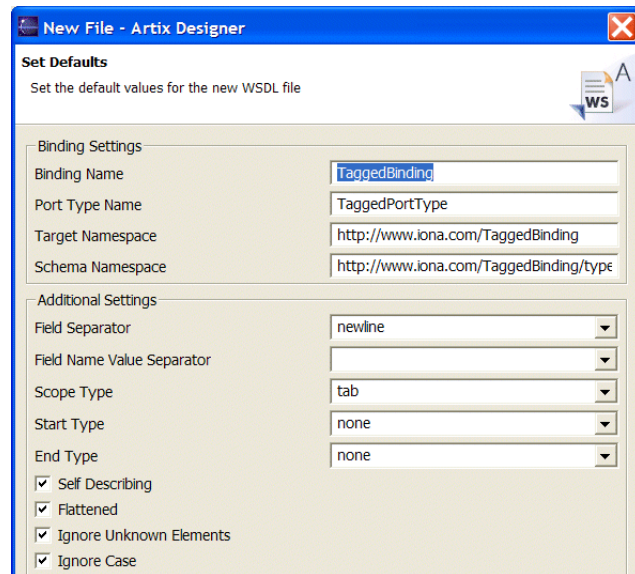 New File - Artix Designer
Set Defaults
Set the default values for the new WSDL file
A
WS
Binding Settings
Binding Name
TaggedBinding
Port Type Name
TaggedPortType
Target Namespace
http://www.iona.com/TaggedBinding
Schema Namespace
http://www.iona.com/TaggedBinding/type
Additional Settings
Field Separator
newline
Field Name Value Separator
Scope Type
tab
Start Type
none
End Type
none
Self Describing
Flattened
Ignore Unknown Elements
Ignore Case